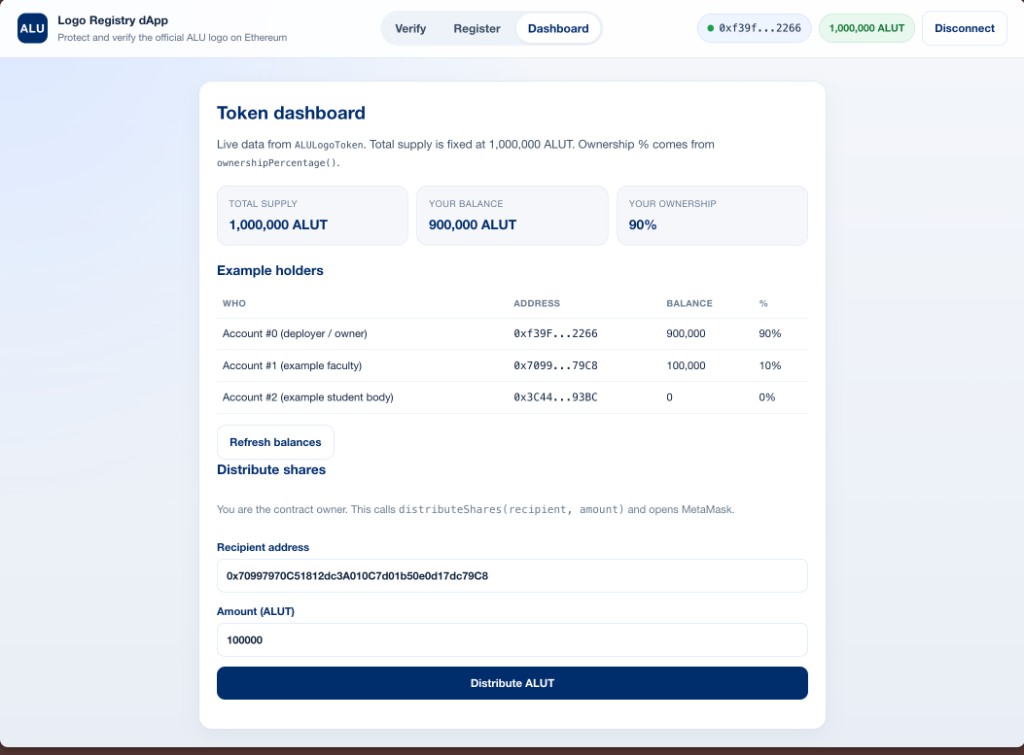 ALU
Logo Registry dApp
Protect and verify the official ALU logo on Ethereum
Verify
Register
Dashboard
0xf39f...2266
1,000,000 ALUT
Disconnect
Token dashboard
Live data from ALULogoToken. Total supply is fixed at 1,000,000 ALUT. Ownership % comes from
ownershipPercentage().
TOTAL SUPPLY
1,000,000 ALUT
YOUR BALANCE
900,000 ALUT
YOUR OWNERSHIP
90%
Example holders
WHO ADDRESS BALANCE %
Account #0 (deployer / owner) 0xf39F...2266 900,000 90%
Account #1 (example faculty) 0x7099...79C8 100,000 10%
Account #2 (example student body) 0x3C44...93BC 0 0%
Refresh balances
Distribute shares
You are the contract owner. This calls distributeShares(recipient, amount) and opens MetaMask.
Recipient address
0x70997970C51812dc3A010C7d01b50e0d17dc79C8
Amount (ALUT)
100000
Distribute ALUT